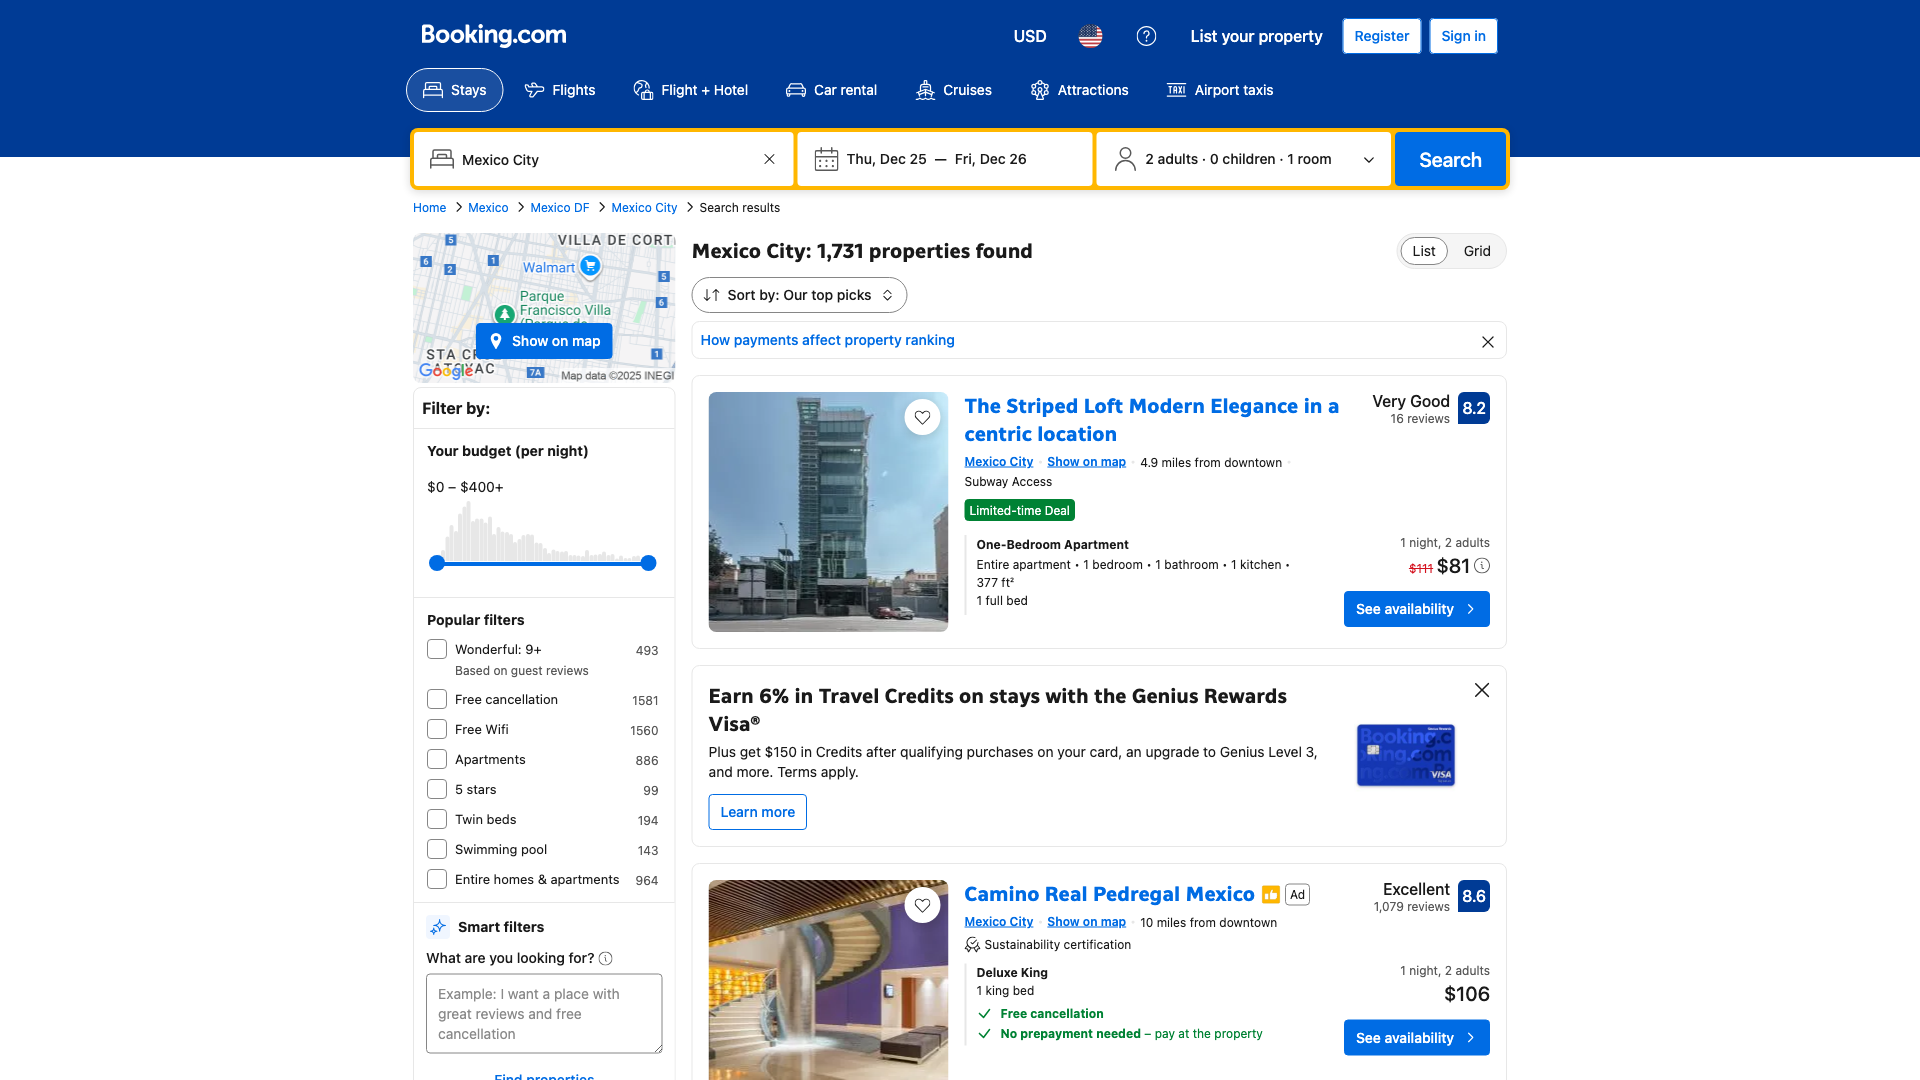 Booking.com
USD
List your property
Register
Sign in
Stays
Flights
Flight + Hotel
Car rental
Cruises
Attractions
TAXI
Airport taxis
Mexico City
Thu, Dec 25 — Fri, Dec 26
2 adults · 0 children · 1 room
Search
Home
Mexico
Mexico DF
Mexico City
Search results
VILLA DE CORT
Walmart
Parque
Francisco Villa
Show on map
Google
Map data ©2025 INEGI
Filter by:
Your budget (per night)
$0 – $400+
Popular filters
Wonderful: 9+ 493
Based on guest reviews
Free cancellation 1581
Free Wifi 1560
Apartments 886
5 stars 99
Twin beds 194
Swimming pool 143
Entire homes & apartments 964
Smart filters
What are you looking for?
Example: I want a place with
great reviews and free
cancellation
Find properties
Mexico City: 1,731 properties found
List
Grid
Sort by: Our top picks
How payments affect property ranking
The Striped Loft Modern Elegance in a
centric location
Very Good
16 reviews
8.2
Mexico City · Show on map · 4.9 miles from downtown ·
Subway Access
Limited-time Deal
One-Bedroom Apartment
Entire apartment • 1 bedroom • 1 bathroom • 1 kitchen •
377 ft²
1 full bed
1 night, 2 adults
$111 $81
See availability
Earn 6% in Travel Credits on stays with the Genius Rewards
Visa®
Plus get $150 in Credits after qualifying purchases on your card, an upgrade to Genius Level 3,
and more. Terms apply.
Learn more
Booking.c
VISA
Camino Real Pedregal Mexico
Ad
Excellent
1,079 reviews
8.6
Mexico City · Show on map · 10 miles from downtown
Sustainability certification
Deluxe King
1 king bed
Free cancellation
No prepayment needed – pay at the property
1 night, 2 adults
$106
See availability